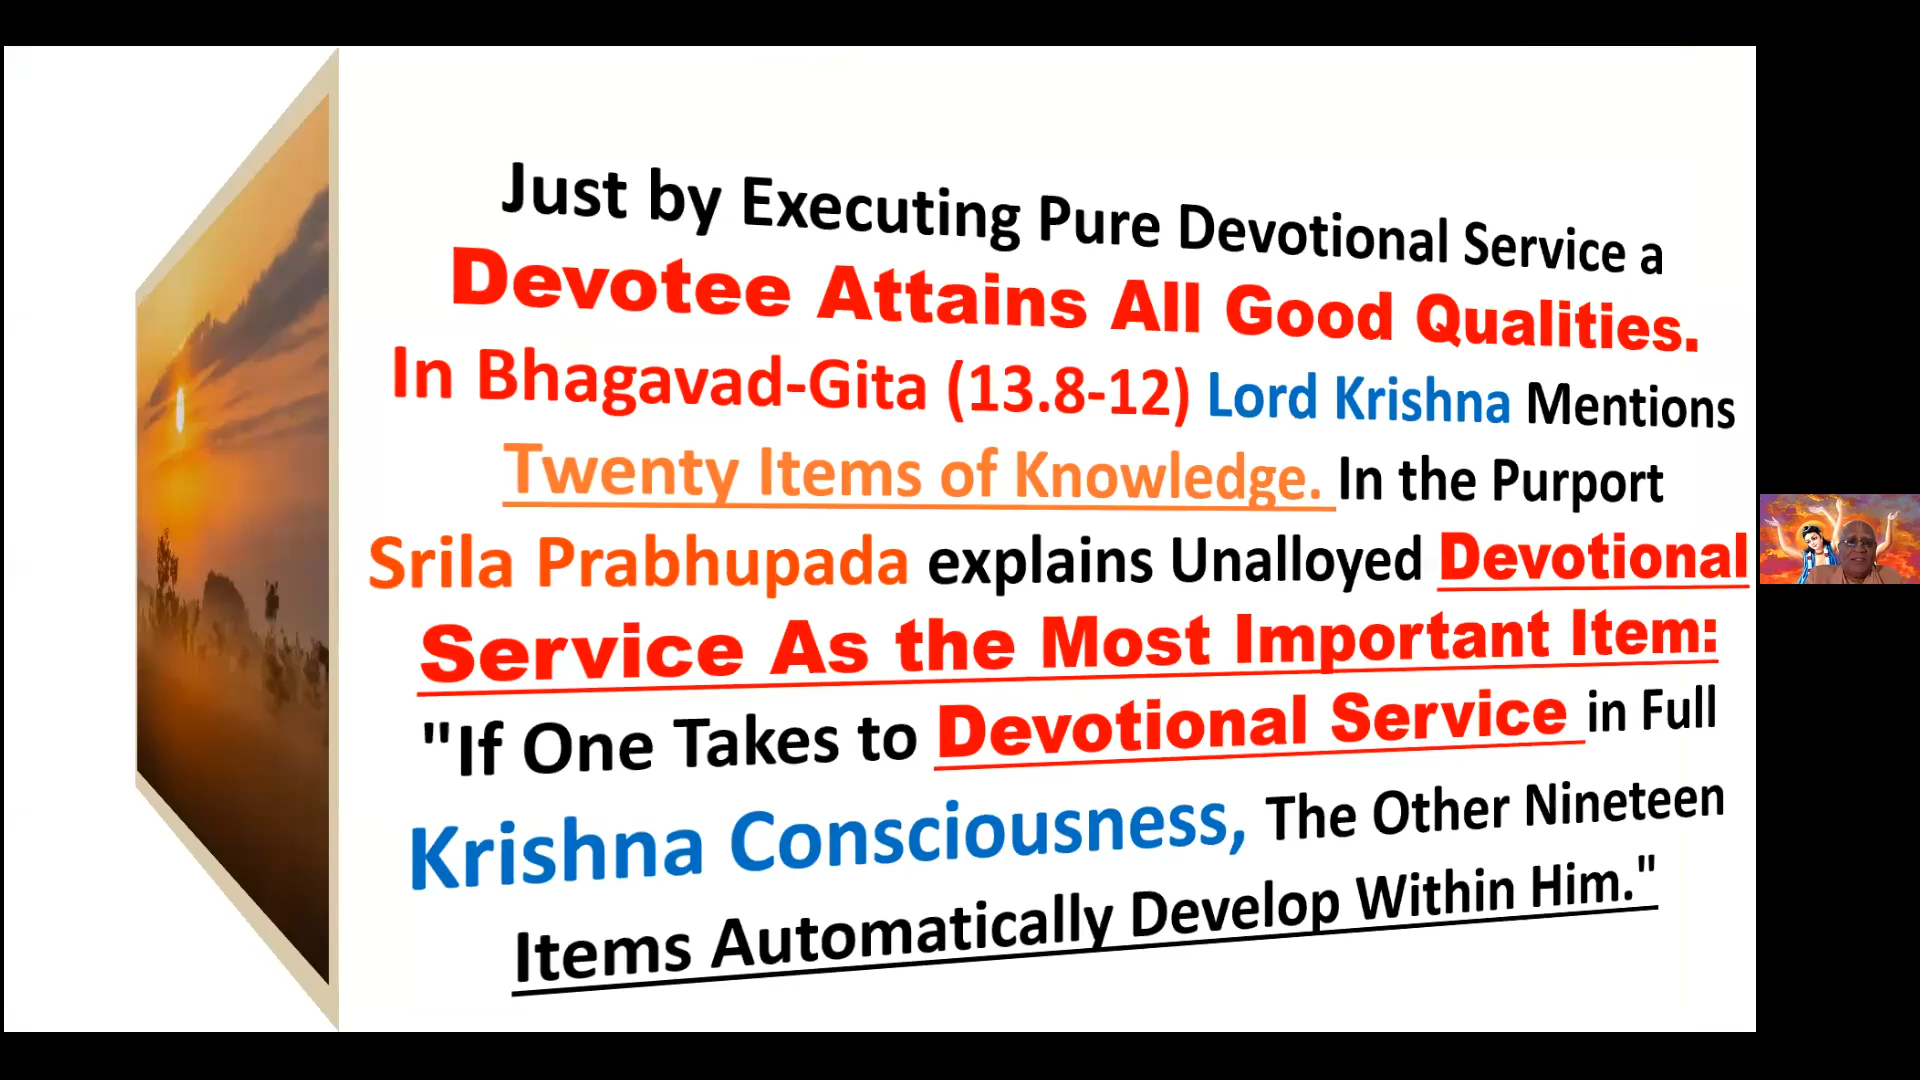 Just by Executing Pure Devotional Service a
Devotee Attains All Good Qualities.
In Bhagavad-Gita (13.8-12) Lord Krishna Mentions
Twenty Items of Knowledge. In the Purport
Srila Prabhupada explains Unalloyed Devotional
Service As the Most Important Item:
"If One Takes to Devotional Service in Full
Krishna Consciousness, The Other Nineteen
Items Automatically Develop Within Him."